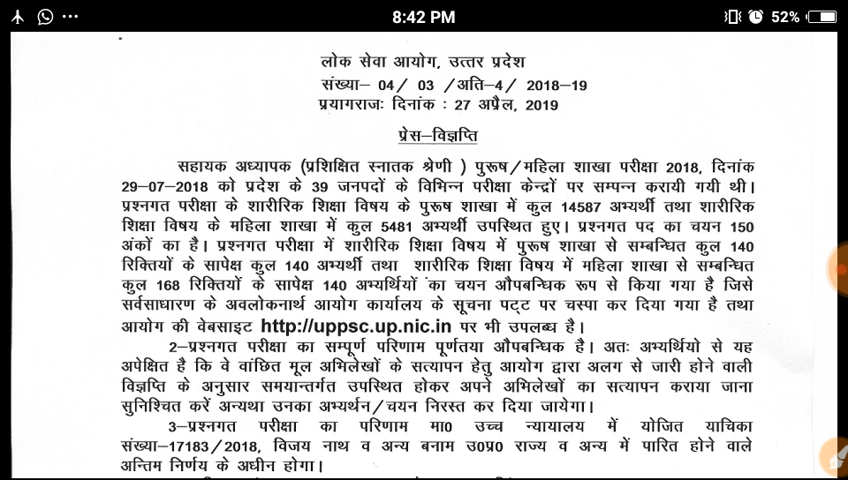 8:42 PM
52%
लोक सेवा आयोग, उत्तर प्रदेश
संख्या– 04/ 03 /अति–4/ 2018-19
प्रयागराजः दिनांक : 27 अप्रैल, 2019
प्रेस–विज्ञप्ति
सहायक अध्यापक (प्रशिक्षित स्नातक श्रेणी ) पुरूष/महिला शाखा परीक्षा 2018, दिनांक
29-07-2018 को प्रदेश के 39 जनपदों के विभिन्न परीक्षा केन्द्रों पर सम्पन्न करायी गयी थी।
प्रश्नगत परीक्षा के शारीरिक शिक्षा विषय के पुरूष शाखा में कुल 14587 अभ्यर्थी तथा शारीरिक
शिक्षा विषय के महिला शाखा में कुल 5481 अभ्यर्थी उपस्थित हुए। प्रश्नगत पद का चयन 150
अंकों का है। प्रश्नगत परीक्षा में शारीरिक शिक्षा विषय में पुरूष शाखा से सम्बन्धित कुल 140
रिक्तियों के सापेक्ष कुल 140 अभ्यर्थी तथा शारीरिक शिक्षा विषय में महिला शाखा से सम्बन्धित
कुल 168 रिक्तियों के सापेक्ष 140 अभ्यर्थियों का चयन औपबन्धिक रूप से किया गया है जिसे
सर्वसाधारण के अवलोकनार्थ आयोग कार्यालय के सूचना पट्ट पर चस्पा कर दिया गया है तथा
आयोग की वेबसाइट http://uppsc.up.nic.in पर भी उपलब्ध है।
2–प्रश्नगत परीक्षा का सम्पूर्ण परिणाम पूर्णतया औपबन्धिक है। अतः अभ्यर्थियो से यह
अपेक्षित है कि वे वांछित मूल अभिलेखों के सत्यापन हेतु आयोग द्वारा अलग से जारी होने वाली
विज्ञप्ति के अनुसार समयान्तर्गत उपस्थित होकर अपने अभिलेखों का सत्यापन कराया जाना
सुनिश्चित करें अन्यथा उनका अभ्यर्थन/चयन निरस्त कर दिया जायेगा।
3–प्रश्नगत परीक्षा का परिणाम मा0 उच्च न्यायालय में योजित याचिका
संख्या-17183/2018, विजय नाथ व अन्य बनाम उ0प्र0 राज्य व अन्य में पारित होने वाले
अन्तिम निर्णय के अधीन होगा।